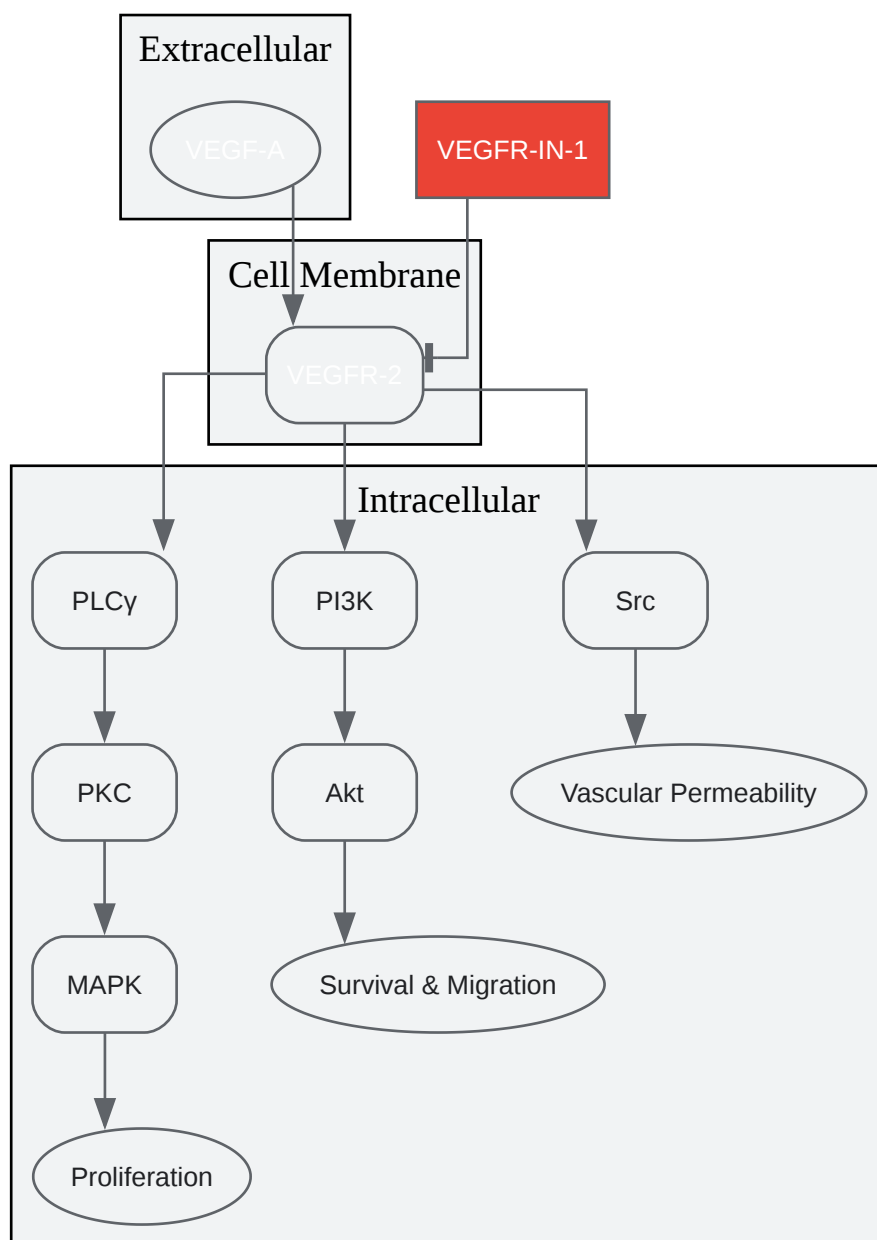 Extracellular
VEGF-A
VEGFR-IN-1
Cell Membrane
VEGFR-2
Intracellular
PLCγ
PI3K
Src
PKC
Akt
Vascular Permeability
MAPK
Survival & Migration
Proliferation